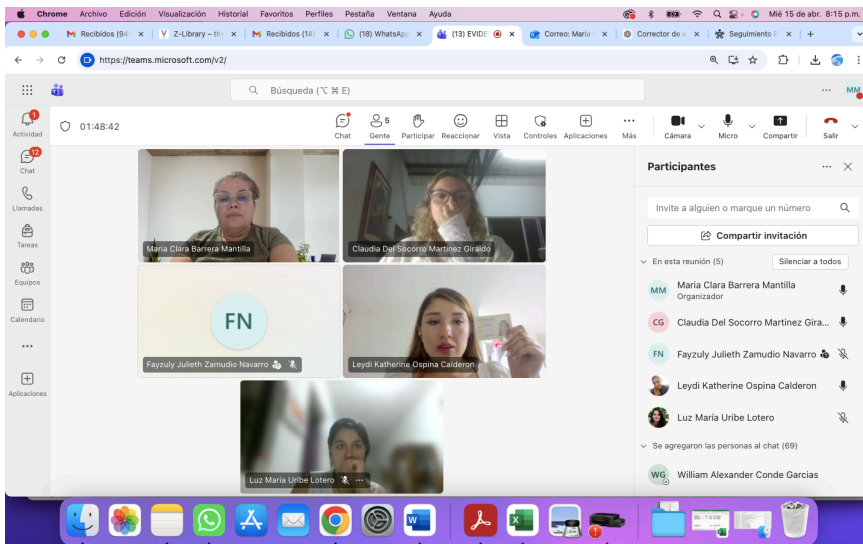 Chrome Archivo Edición Visualización Historial Favoritos Perfiles Pestaña Ventana Ayuda Mié 15 de abr. 8:15 p.m.
Recibidos (94 Z-Library – the Recibidos (14) (18) WhatsApp (13) EVIDE Correo: Maria Corrector de o Seguimiento P
https://teams.microsoft.com/v2/
Búsqueda (⌥ ⌘ E)
MM
1
Actividad
12
Chat
Llamadas
Tareas
Equipos
Calendario
Aplicaciones
01:48:42
5
Chat Gente Participar Reaccionar Vista Controles Aplicaciones Más Cámara Micro Compartir Salir
Maria Clara Barrera Mantilla
Claudia Del Socorro Martinez Giraldo
FN
Fayzuly Julieth Zamudio Navarro
Leydi Katherine Ospina Calderon
Luz María Uribe Lotero
Participantes
Invite a alguien o marque un número
Compartir invitación
En esta reunión (5) Silenciar a todos
MM Maria Clara Barrera Mantilla
Organizador
CG Claudia Del Socorro Martinez Gira...
FN Fayzuly Julieth Zamudio Navarro
Leydi Katherine Ospina Calderon
Luz María Uribe Lotero
Se agregaron las personas al chat (69)
WG William Alexander Conde Garcias